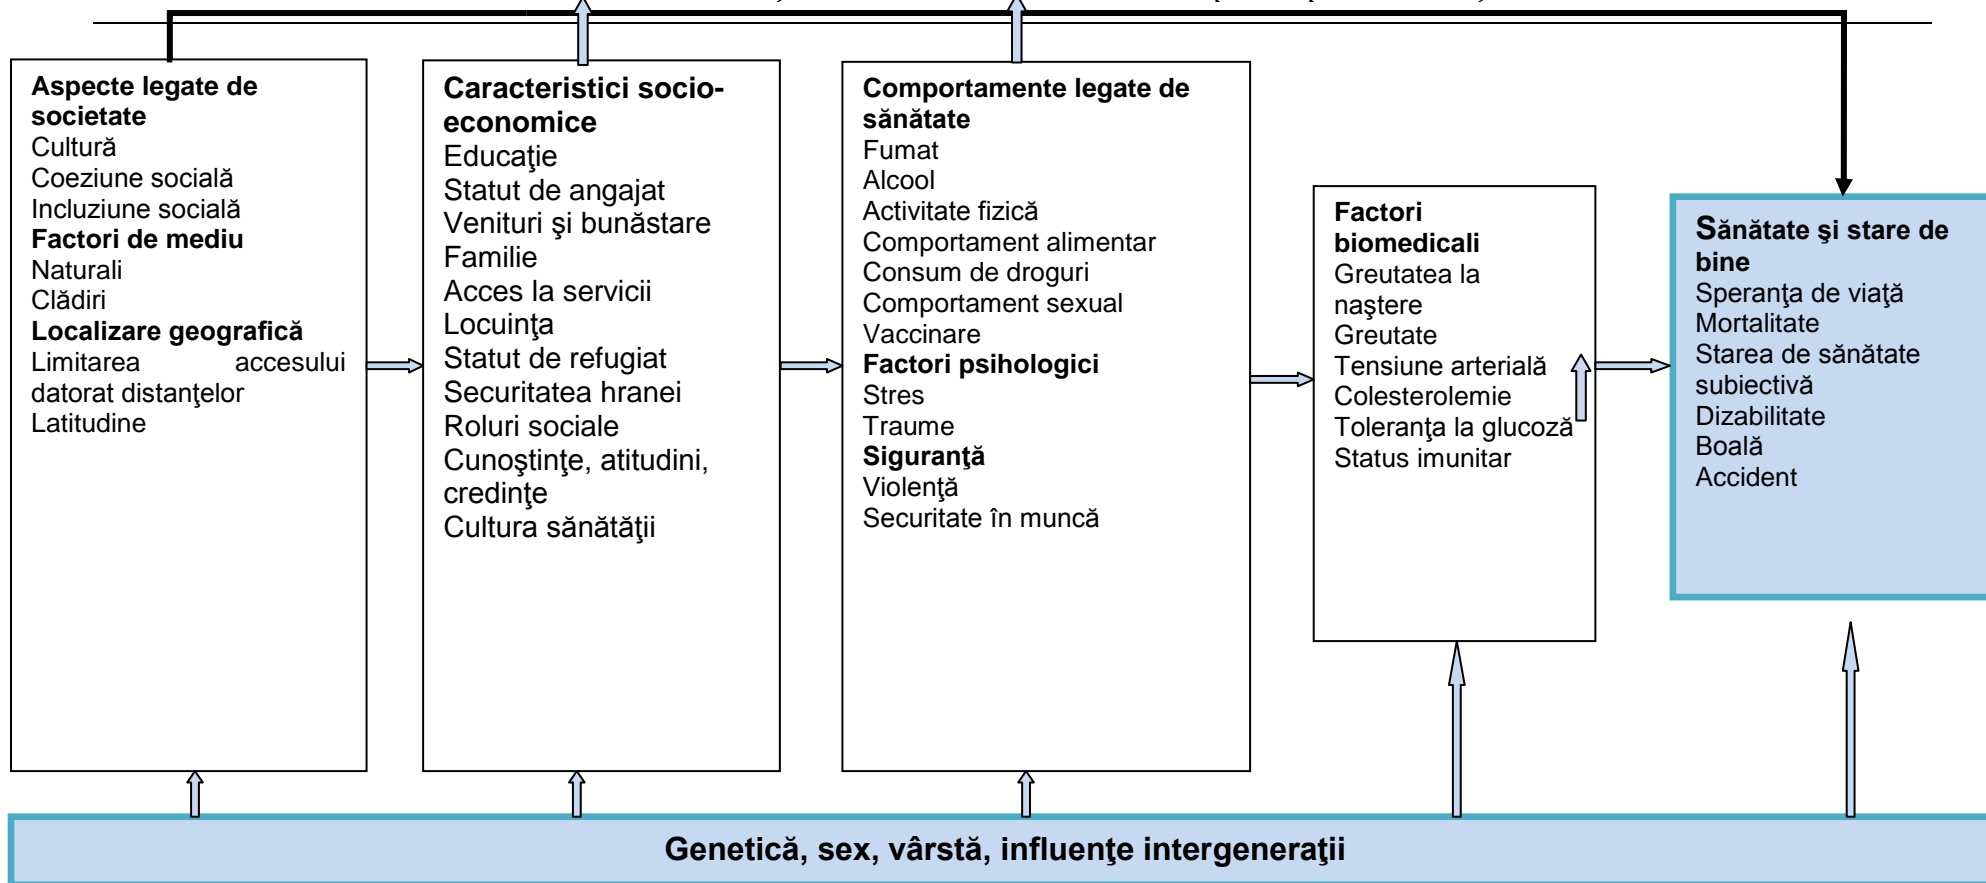 Aspecte legate de
societate
Cultură
Coeziune socială
Incluziune socială
Factori de mediu
Naturali
Clădiri
Localizare geografică
Limitarea accesului
datorat distanţelor
Latitudine
Caracteristici socio-
economice
Educaţie
Statut de angajat
Venituri şi bunăstare
Familie
Acces la servicii
Locuinţa
Statut de refugiat
Securitatea hranei
Roluri sociale
Cunoştinţe, atitudini,
credinţe
Cultura sănătăţii
Comportamente legate de
sănătate
Fumat
Alcool
Activitate fizică
Comportament alimentar
Consum de droguri
Comportament sexual
Vaccinare
Factori psihologici
Stres
Traume
Siguranţă
Violenţă
Securitate în muncă
Factori
biomedicali
Greutatea la
naştere
Greutate
Tensiune arterială
Colesterolemie
Toleranţa la glucoză
Status imunitar
Sănătate şi stare de
bine
Speranţa de viaţă
Mortalitate
Starea de sănătate
subiectivă
Dizabilitate
Boală
Accident
Genetică, sex, vârstă, influenţe intergeneraţii